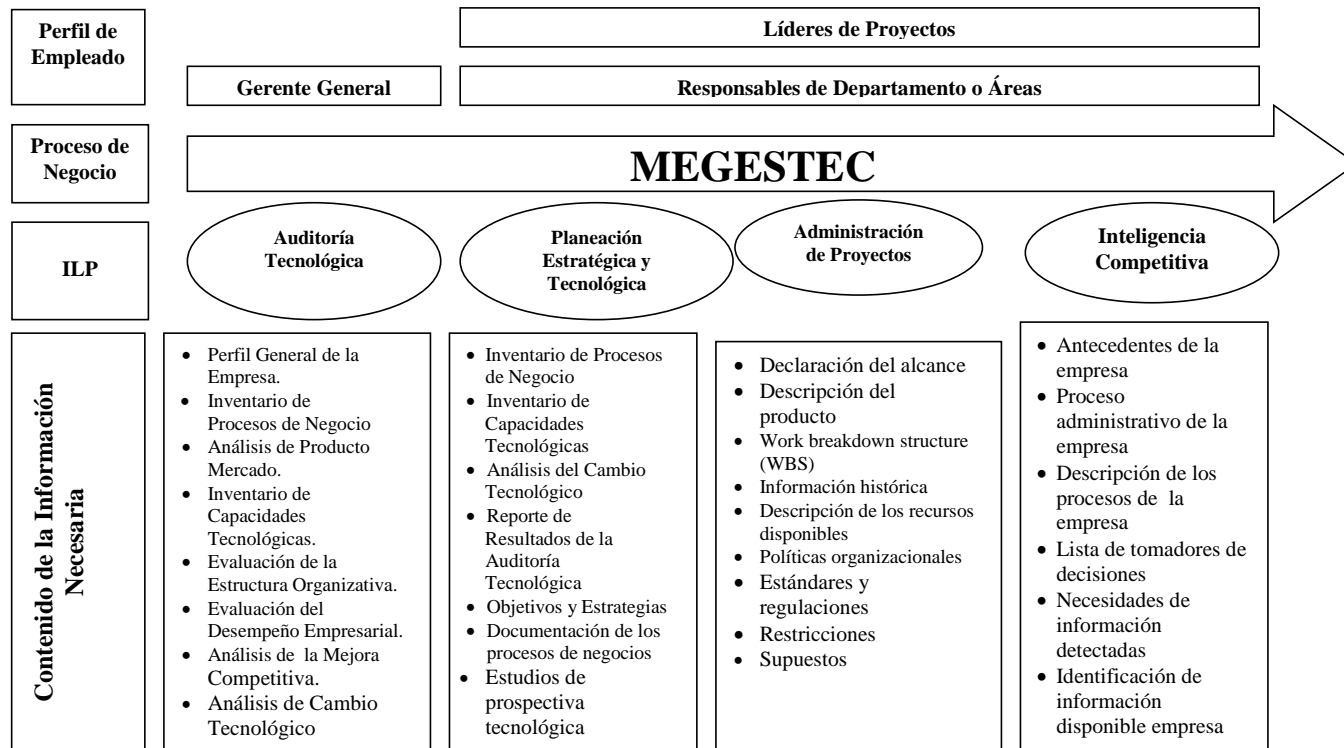 Perfil de
Empleado
Líderes de Proyectos
Gerente General
Responsables de Departamento o Áreas
Proceso de
Negocio
MEGESTEC
ILP
Auditoría
Tecnológica
Planeación
Estratégica y
Tecnológica
Administración
de Proyectos
Inteligencia
Competitiva
Contenido de la Información
Necesaria
• Perfil General de la
Empresa.
• Inventario de
Procesos de Negocio
• Análisis de Producto
Mercado.
• Inventario de
Capacidades
Tecnológicas.
• Evaluación de la
Estructura Organizativa.
• Evaluación del
Desempeño Empresarial.
• Análisis de la Mejora
Competitiva.
• Análisis de Cambio
Tecnológico
• Inventario de Procesos
de Negocio
• Inventario de
Capacidades
Tecnológicas
• Análisis del Cambio
Tecnológico
• Reporte de
Resultados de la
Auditoría
Tecnológica
• Objetivos y Estrategias
• Documentación de los
procesos de negocios
• Estudios de
prospectiva
tecnológica
• Declaración del alcance
• Descripción del
producto
• Work breakdown structure
(WBS)
• Información histórica
• Descripción de los recursos
disponibles
• Políticas organizacionales
• Estándares y
regulaciones
• Restricciones
• Supuestos
• Antecedentes de la
empresa
• Proceso
administrativo de la
empresa
• Descripción de los
procesos de la
empresa
• Lista de tomadores de
decisiones
• Necesidades de
información
detectadas
• Identificación de
información
disponible empresa